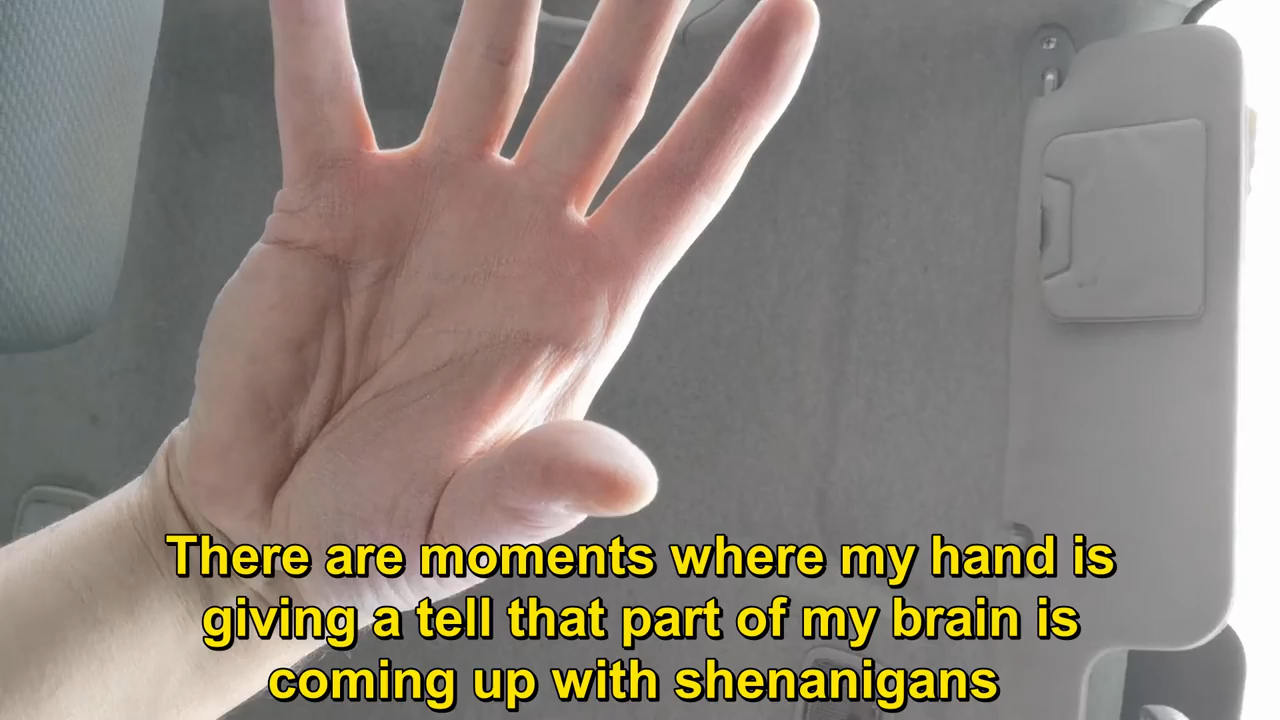 There are moments where my hand is
giving a tell that part of my brain is
coming up with shenanigans